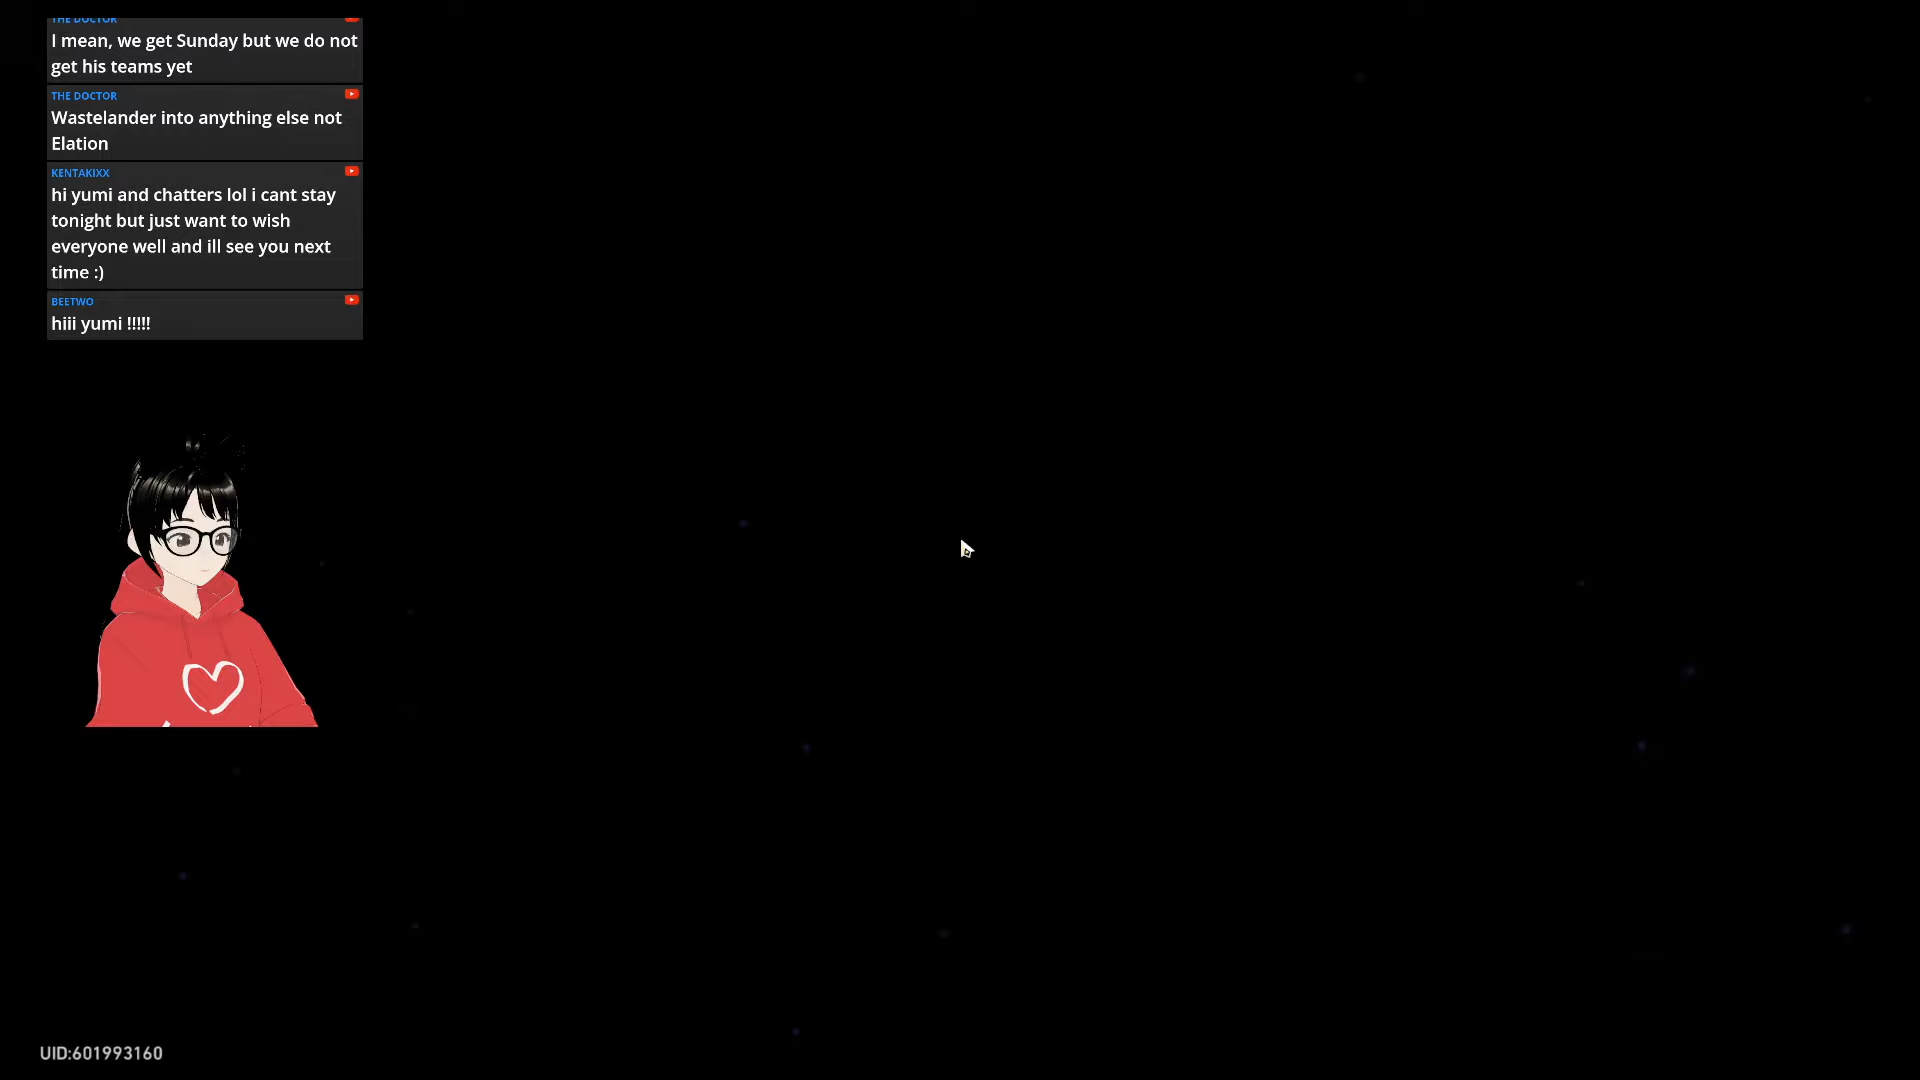 THE DOCTOR
I mean, we get Sunday but we do not
get his teams yet
THE DOCTOR
Wastelander into anything else not
Elation
KENTAKIXX
hi yumi and chatters lol i cant stay
tonight but just want to wish
everyone well and ill see you next
time :)
BEETWO
hiii yumi !!!!!
UID:601993160